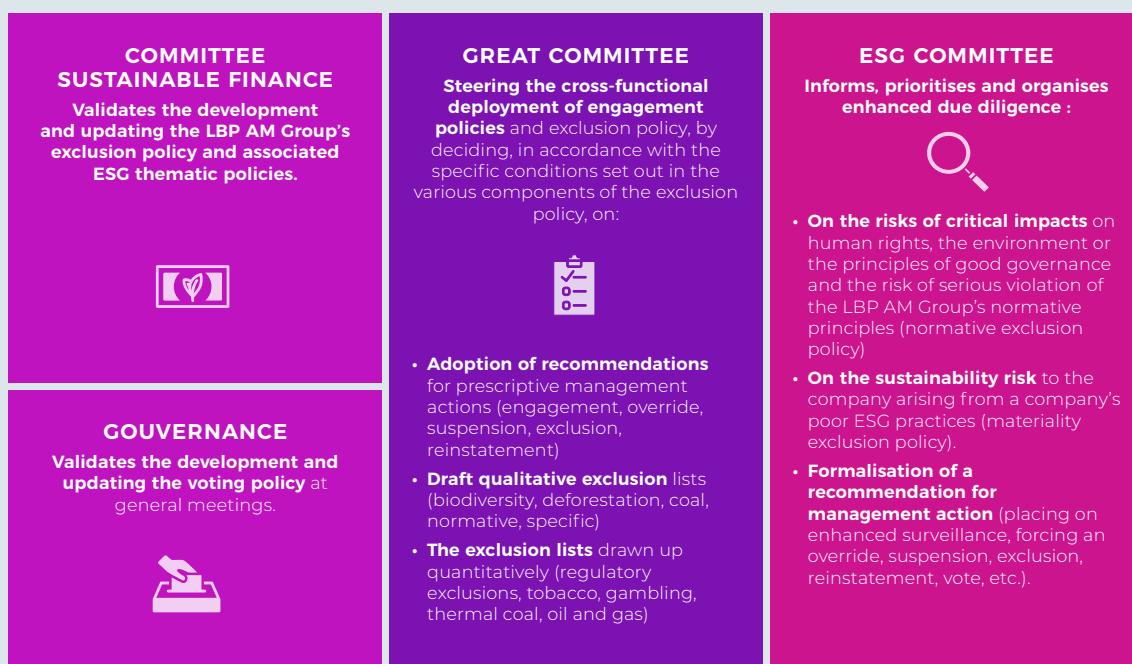 COMMITTEE
SUSTAINABLE FINANCE
Validates the development
and updating the LBP AM Group's
exclusion policy and associated
ESG thematic policies.
GOUVERNANCE
Validates the development and
updating the voting policy at
general meetings.
GREAT COMMITTEE
Steering the cross-functional
deployment of engagement
policies and exclusion policy, by
deciding, in accordance with the
specific conditions set out in the
various components of the exclusion
policy, on:
• Adoption of recommendations
for prescriptive management
actions (engagement, override,
suspension, exclusion,
reinstatement)
• Draft qualitative exclusion lists
(biodiversity, deforestation, coal,
normative, specific)
• The exclusion lists drawn up
quantitatively (regulatory
exclusions, tobacco, gambling,
thermal coal, oil and gas)
ESG COMMITTEE
Informs, prioritises and organises
enhanced due diligence :
• On the risks of critical impacts on
human rights, the environment or
the principles of good governance
and the risk of serious violation of
the LBP AM Group's normative
principles (normative exclusion
policy)
• On the sustainability risk to the
company arising from a company's
poor ESG practices (materiality
exclusion policy).
• Formalisation of a
recommendation for
management action (placing on
enhanced surveillance, forcing an
override, suspension, exclusion,
reinstatement, vote, etc.).